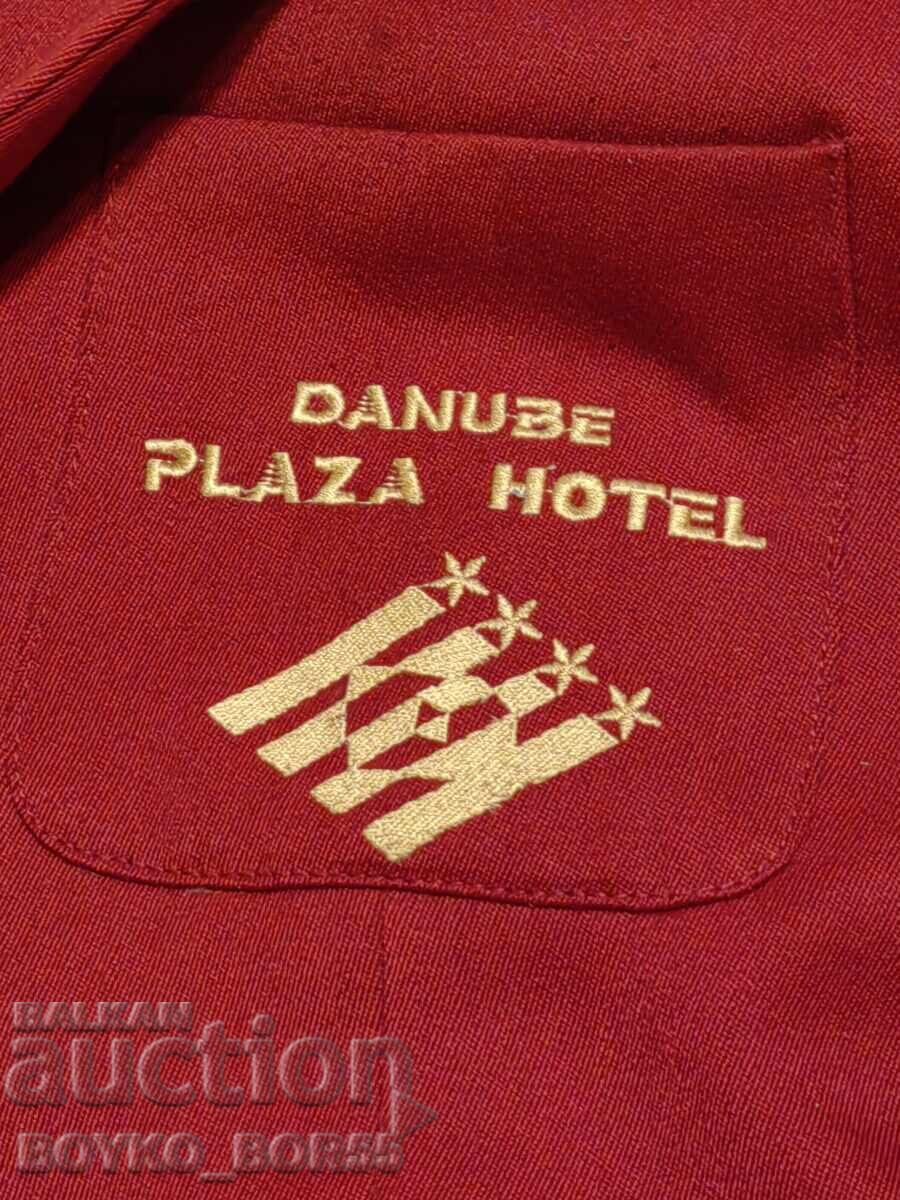 DANUBE
PLAZA HOTEL
BALKAN
auction
BOYKO_BOR55